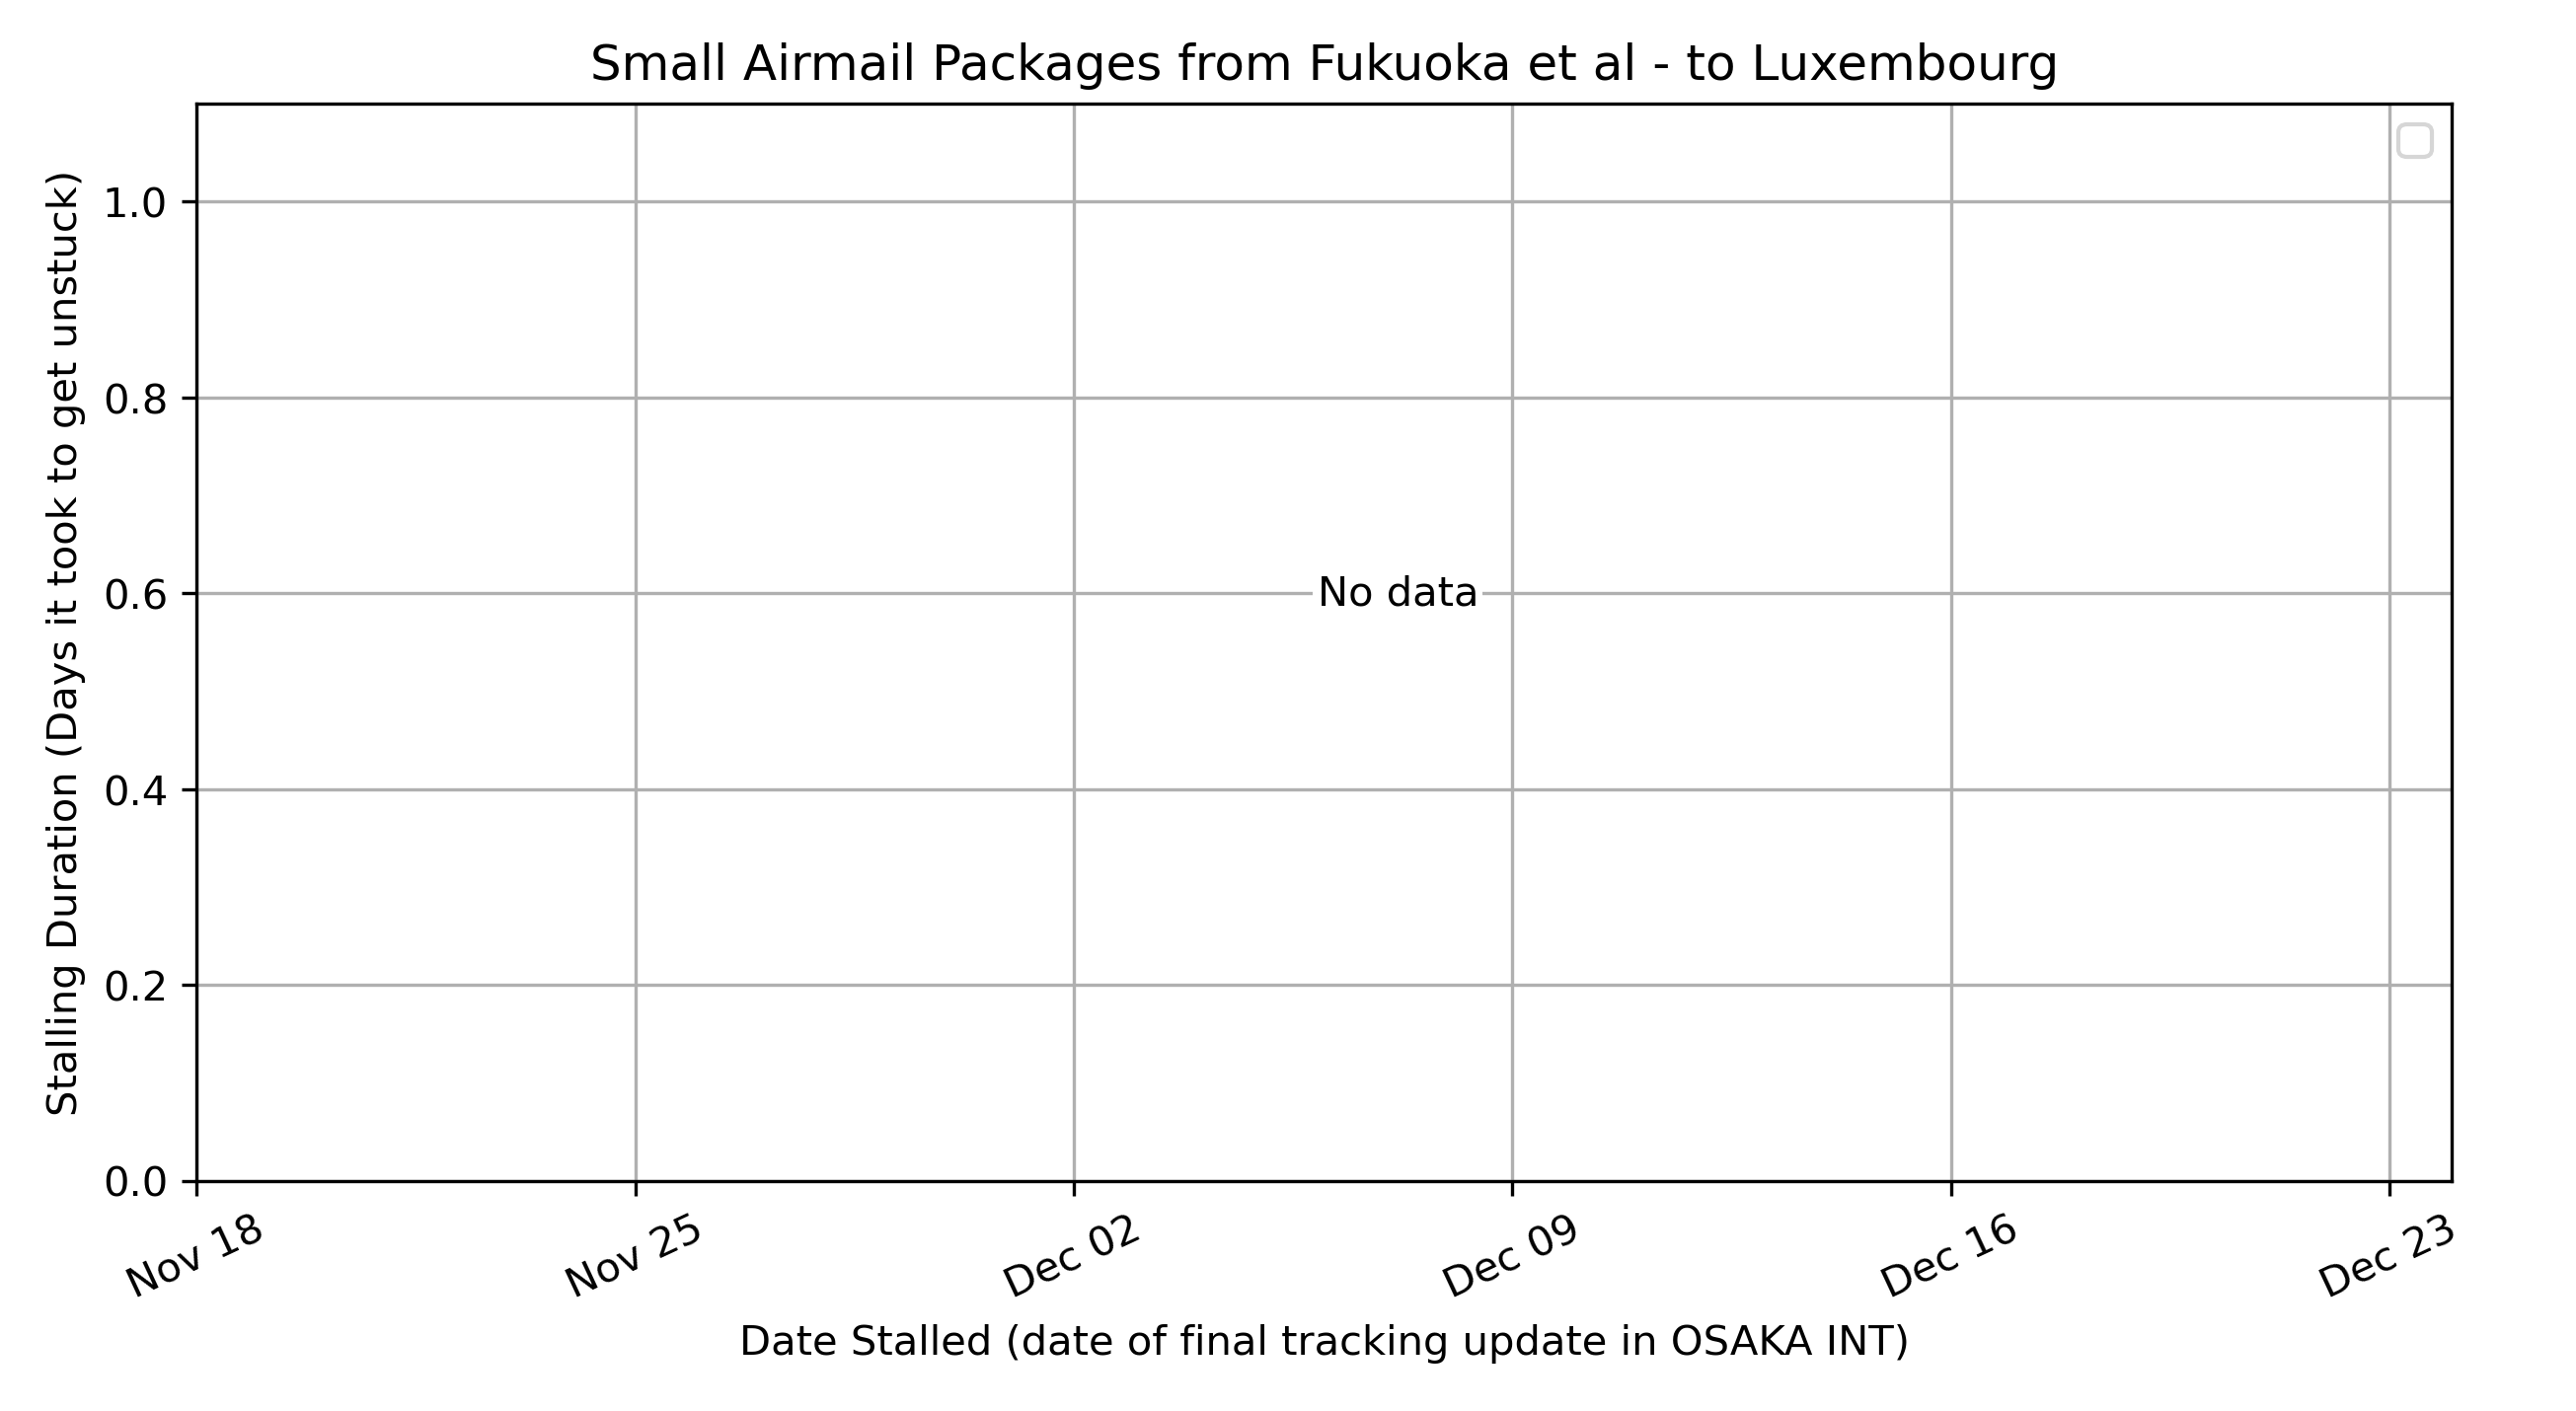 Small Airmail Packages from Fukuoka et al - to Luxembourg
Stalling Duration (Days it took to get unstuck)
1.0
0.8
0.6
0.4
0.2
0.0
No data
Nov 18
Nov 25
Dec 02
Dec 09
Dec 16
Dec 23
Date Stalled (date of final tracking update in OSAKA INT)